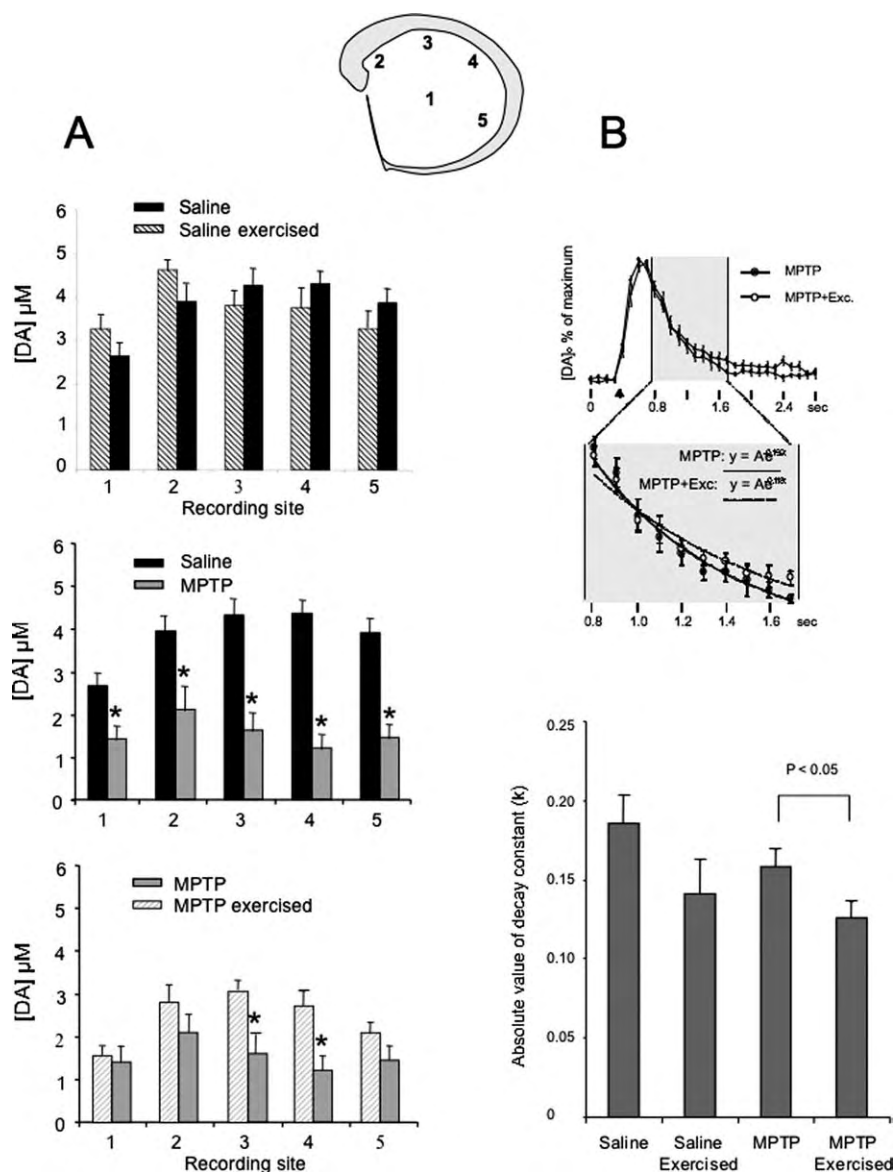 3
2
4
1
5
A
B
[DA] µM
6
5
4
3
2
1
0
Saline
Saline exercised
1 2 3 4 5
Recording site
[DA] µM
6
5
4
3
2
1
0
Saline
MPTP
* * * * *
1 2 3 4 5
[DA] µM
6
5
4
3
2
1
0
MPTP
MPTP exercised
* *
1 2 3 4 5
Recording site
[DA]o % of maximum
MPTP
MPTP+Exc.
0 0.8 1.6 2.4 sec
MPTP: y = Ae
MPTP+Exc: y = Ae
0.8 1.0 1.2 1.4 1.6 sec
Absolute value of decay constant (k)
0.25
0.20
0.15
0.10
0.05
0
P < 0.05
Saline Saline MPTP MPTP
Exercised Exercised